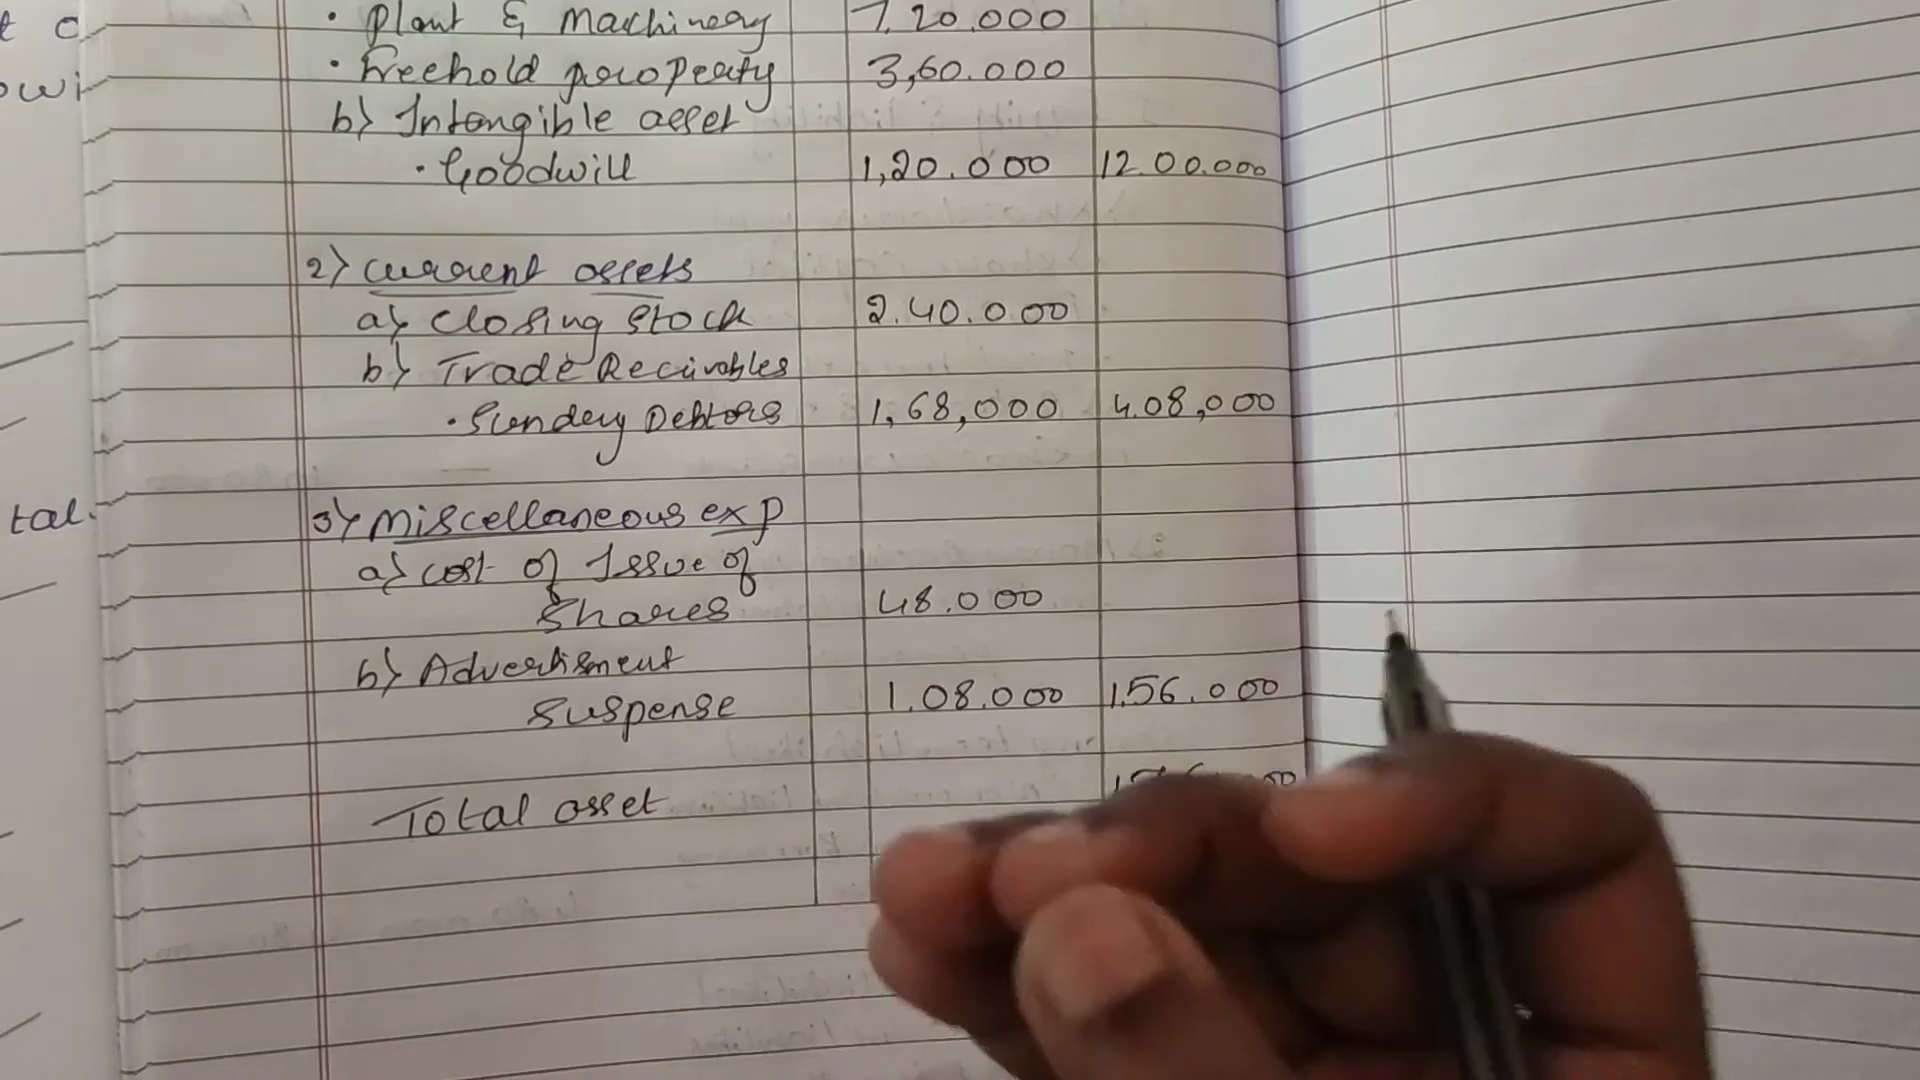 • Plant & Machinery 7,20.000
• Freehold property 3,60.000
b) Intangible asset
• Goodwill 1,20.000 12.00.000
2) Current assets
a) Closing Stock 2.40.000
b) Trade Recivables
• Sundery Debtors 1,68,000 4.08,000
tal.
3) Miscellaneous exp
a) cost of Issue of
Shares 48.000
b) Advertisment
Suspense 1.08.000 1.56.000
Total asset